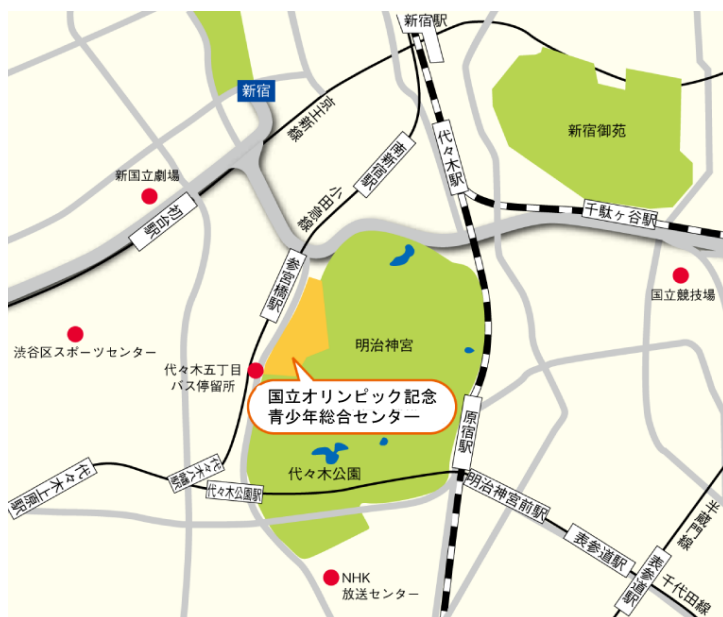 新宿駅
新宿
京王新線
南新宿駅
代々木駅
新宿御苑
新国立劇場
初台駅
小田急線
千駄ヶ谷駅
参宮橋駅
国立競技場
渋谷区スポーツセンター
明治神宮
代々木五丁目
バス停留所
国立オリンピック記念
青少年総合センター
原宿駅
代々木上原駅
代々木八幡駅
代々木公園
代々木公園駅
明治神宮前駅
半蔵門線
表参道駅
表参道駅
千代田線
NHK
放送センター